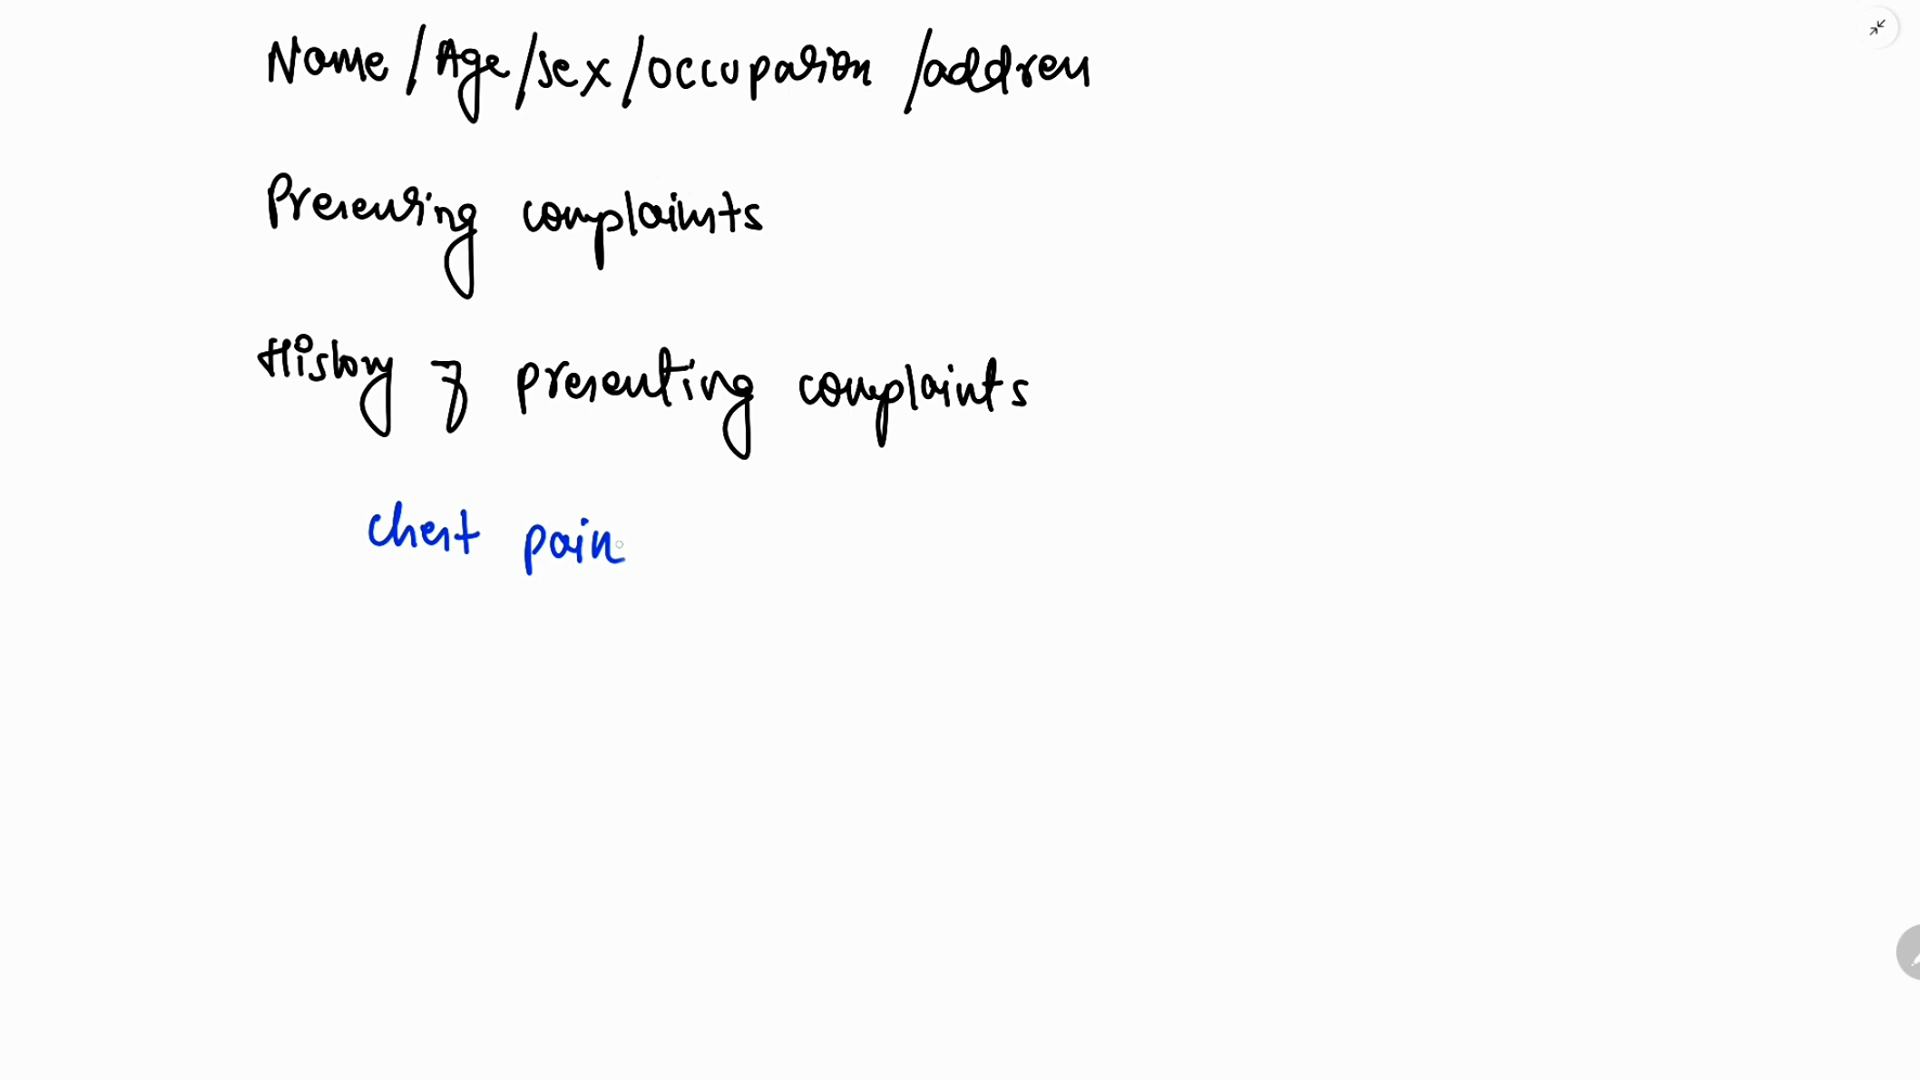 Name / Age / sex / occupation / address
Presenting complaints
History of presenting complaints
chest pain